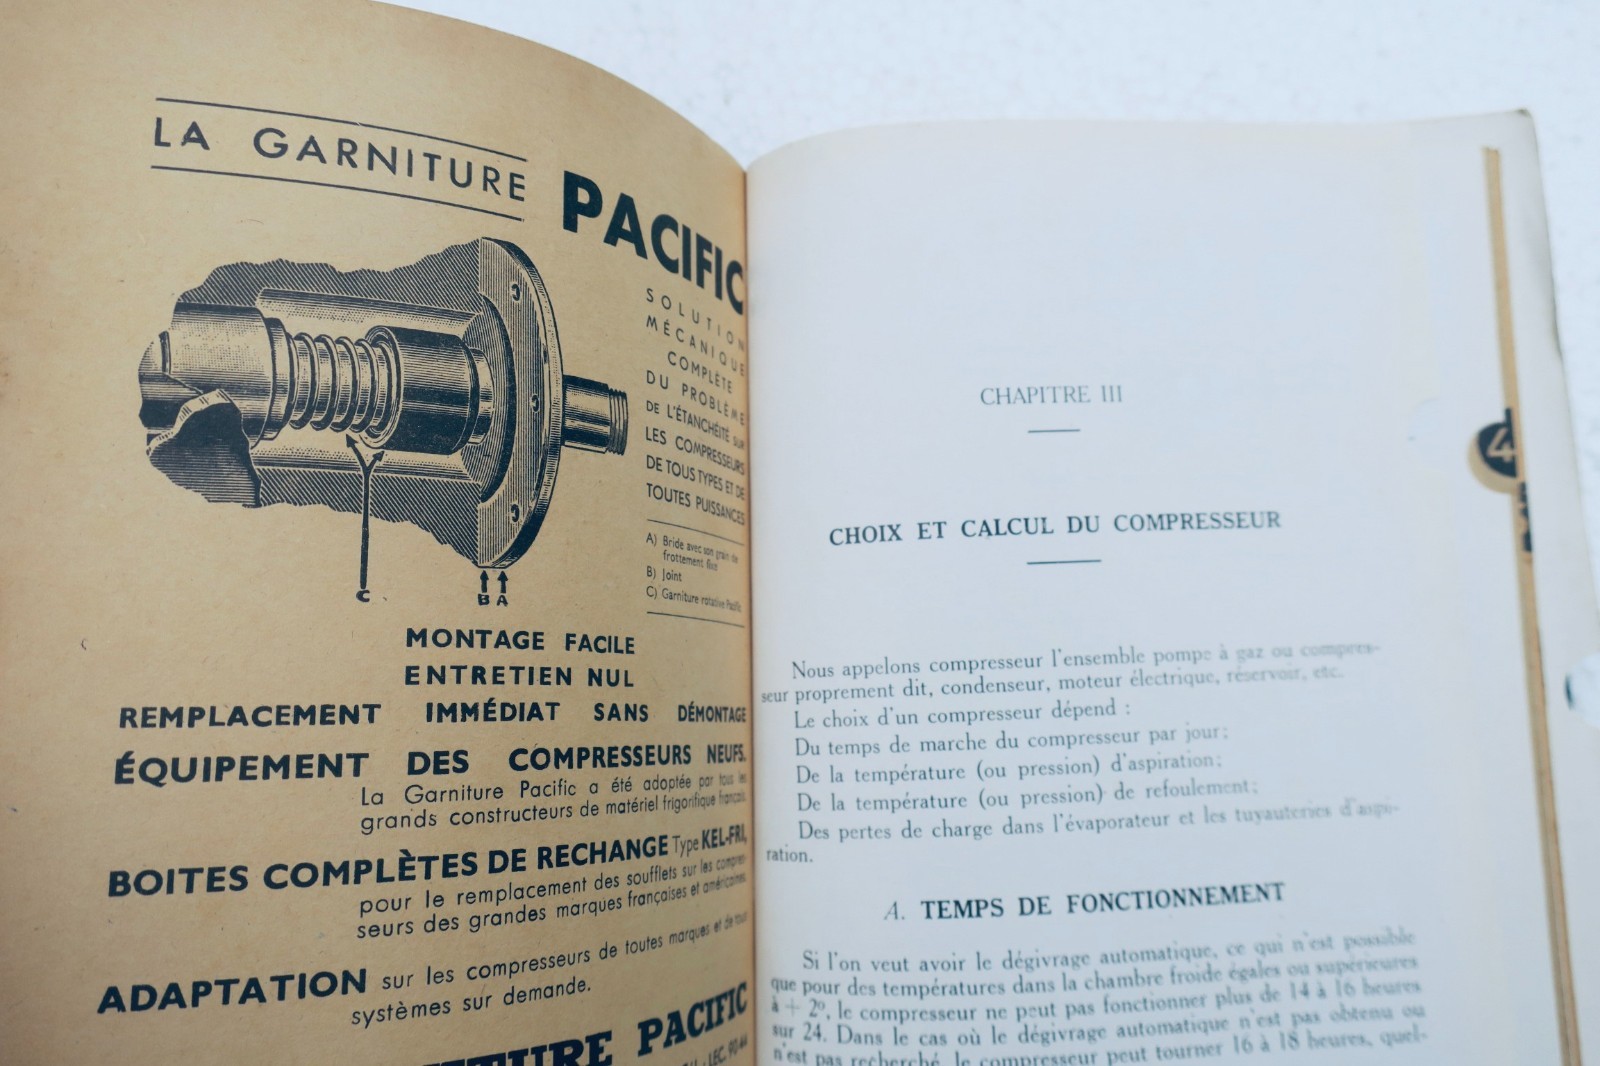 LA GARNITURE
PACIFIC
SOLUTION
MÉCANIQUE
COMPLÈTE
DU PROBLÈME
DE L'ÉTANCHÉITÉ SUR
LES COMPRESSEURS
DE TOUS TYPES ET DE
TOUTES PUISSANCES
A) Bride avec son grain de
frottement fixe
B) Joint
C) Garniture rotative Pacific.
C
B A
MONTAGE FACILE
ENTRETIEN NUL
REMPLACEMENT IMMÉDIAT SANS DÉMONTAGE
ÉQUIPEMENT DES COMPRESSEURS NEUFS.
La Garniture Pacific a été adoptée par tous les
grands constructeurs de matériel frigorifique français.
BOITES COMPLÈTES DE RECHANGE Type KEL-FRI,
pour le remplacement des soufflets sur les compres-
seurs des grandes marques françaises et américaines.
ADAPTATION sur les compresseurs de toutes marques et de tous
systèmes sur demande.
PACIFIC
LEC. 90-44
CHAPITRE III
CHOIX ET CALCUL DU COMPRESSEUR
Nous appelons compresseur l'ensemble pompe à gaz ou compres-
seur proprement dit, condenseur, moteur électrique, réservoir, etc.
Le choix d'un compresseur dépend :
Du temps de marche du compresseur par jour;
De la température (ou pression) d'aspiration;
De la température (ou pression) de refoulement;
Des pertes de charge dans l'évaporateur et les tuyauteries d'aspi-
ration.
A. TEMPS DE FONCTIONNEMENT
Si l'on veut avoir le dégivrage automatique, ce qui n'est possible
que pour des températures dans la chambre froide égales ou supérieures
à + 2°, le compresseur ne peut pas fonctionner plus de 14 à 16 heures
sur 24. Dans le cas où le dégivrage automatique n'est pas obtenu ou
n'est pas recherché, le compresseur peut tourner 16 à 18 heures, quel-
4